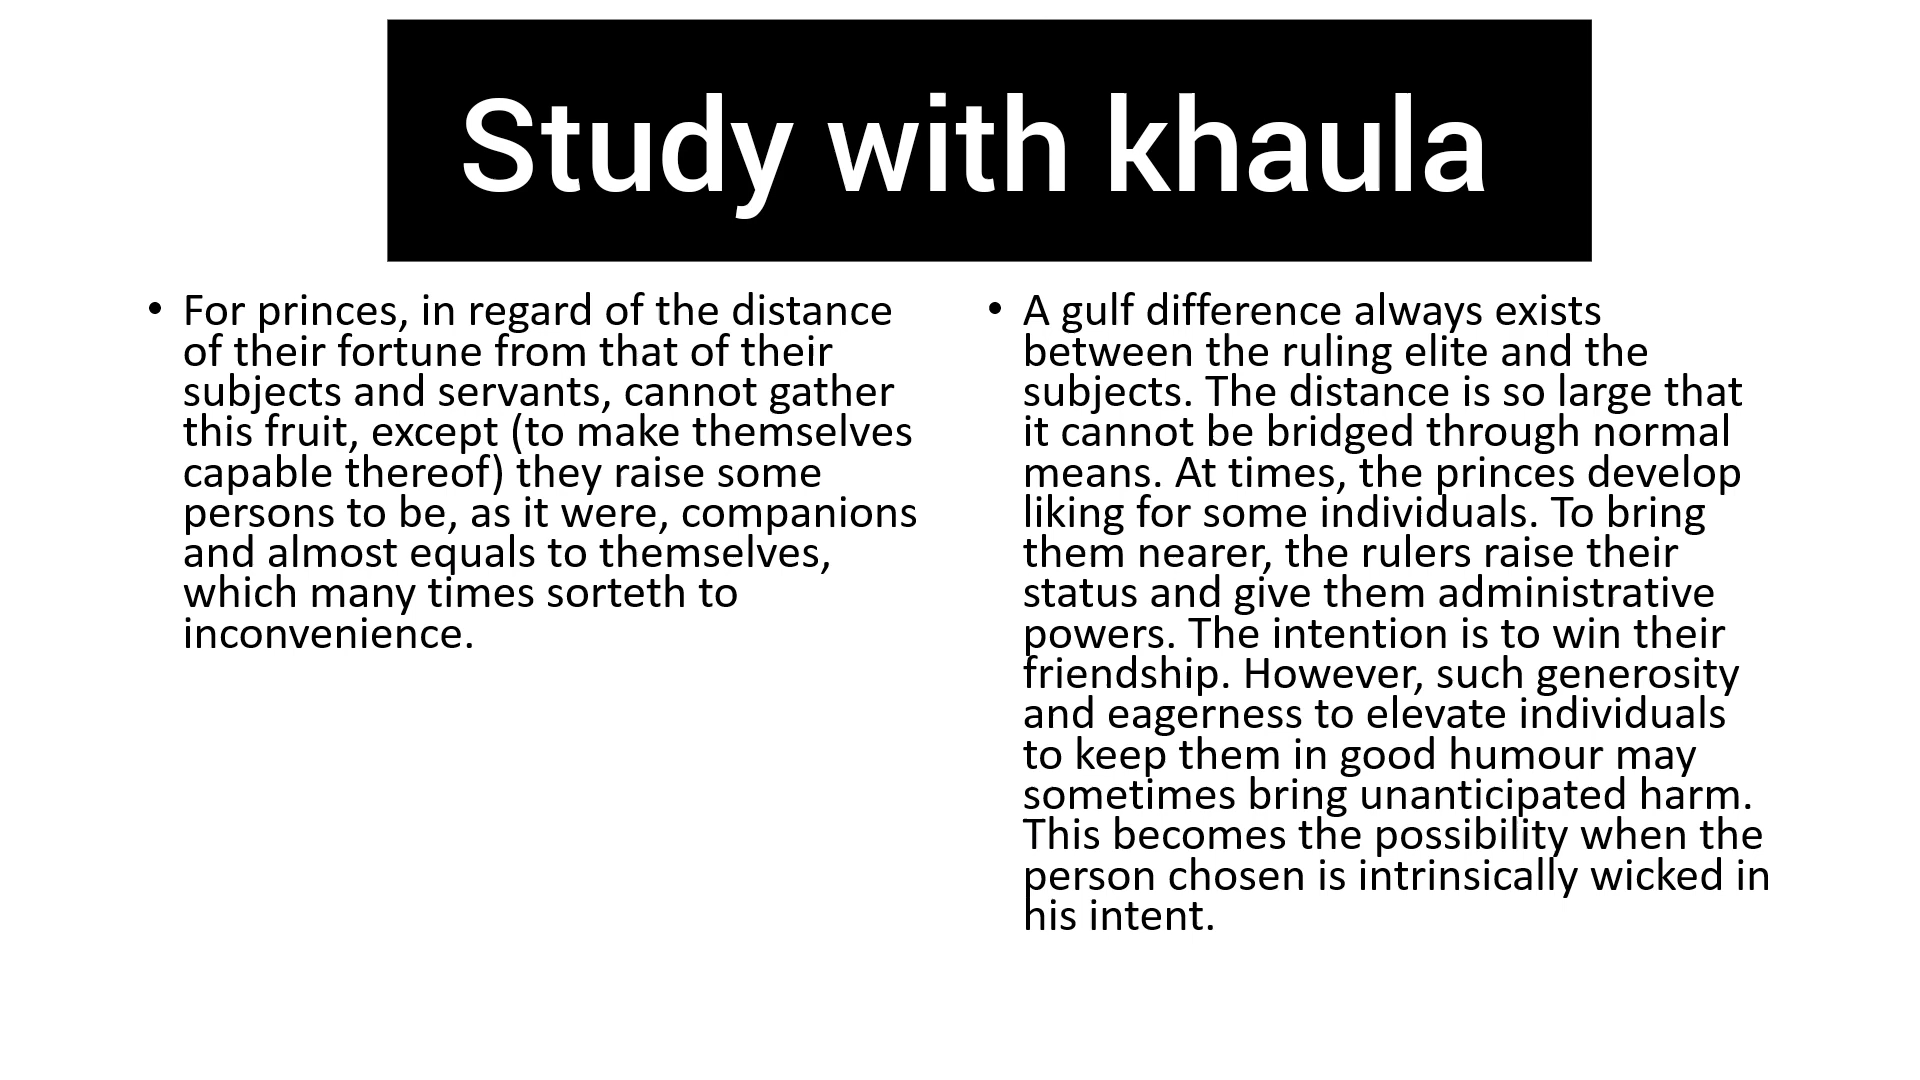 Study with khaula
• For princes, in regard of the distance
of their fortune from that of their
subjects and servants, cannot gather
this fruit, except (to make themselves
capable thereof) they raise some
persons to be, as it were, companions
and almost equals to themselves,
which many times sorteth to
inconvenience.
• A gulf difference always exists
between the ruling elite and the
subjects. The distance is so large that
it cannot be bridged through normal
means. At times, the princes develop
liking for some individuals. To bring
them nearer, the rulers raise their
status and give them administrative
powers. The intention is to win their
friendship. However, such generosity
and eagerness to elevate individuals
to keep them in good humour may
sometimes bring unanticipated harm.
This becomes the possibility when the
person chosen is intrinsically wicked in
his intent.